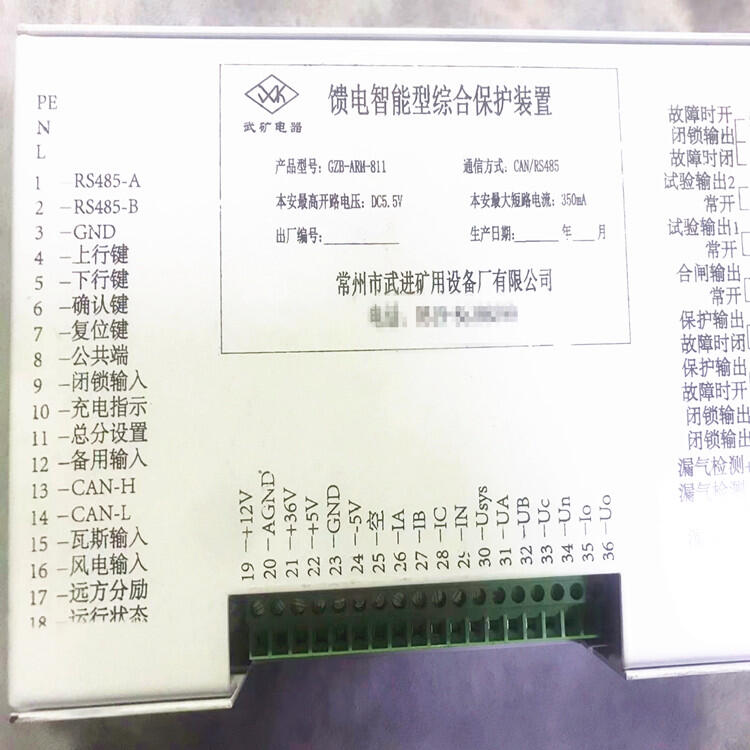 PE
N
L
1 -RS485-A
2 -RS485-B
3 -GND
4 -上行键
5 -下行键
6 -确认键
7 -复位键
8 -公共端
9 -闭锁输入
10 -充电指示
11 -总分设置
12 -备用输入
13 -CAN-H
14 -CAN-L
15 -瓦斯输入
16 -风电输入
17 -远方分励
18 -运行状态
武矿电器
馈电智能型综合保护装置
产品型号: GZB-ARM-811 通信方式: CAN/RS485
本安最高开路电压: DC5.5V 本安最大短路电流: 350mA
出厂编号: 生产日期: 年 月
常州市武进矿用设备厂有限公司
19 -+12V
20 -AGND
21 -+36V
22 -+5V
23 -GND
24 --5V
25 -空
26 -IA
27 -IB
28 -IC
29 -IN
30 -Usys
31 -UA
32 -UB
33 -Uc
34 -Un
35 -Io
36 -Uo
故障时开
闭锁输出
故障时闭
试验输出2
常开
试验输出1
常开
合闸输出
常开
保护输出
故障时闭
保护输出
故障时开
闭锁输出
闭锁输出
漏气检测+
漏气检测